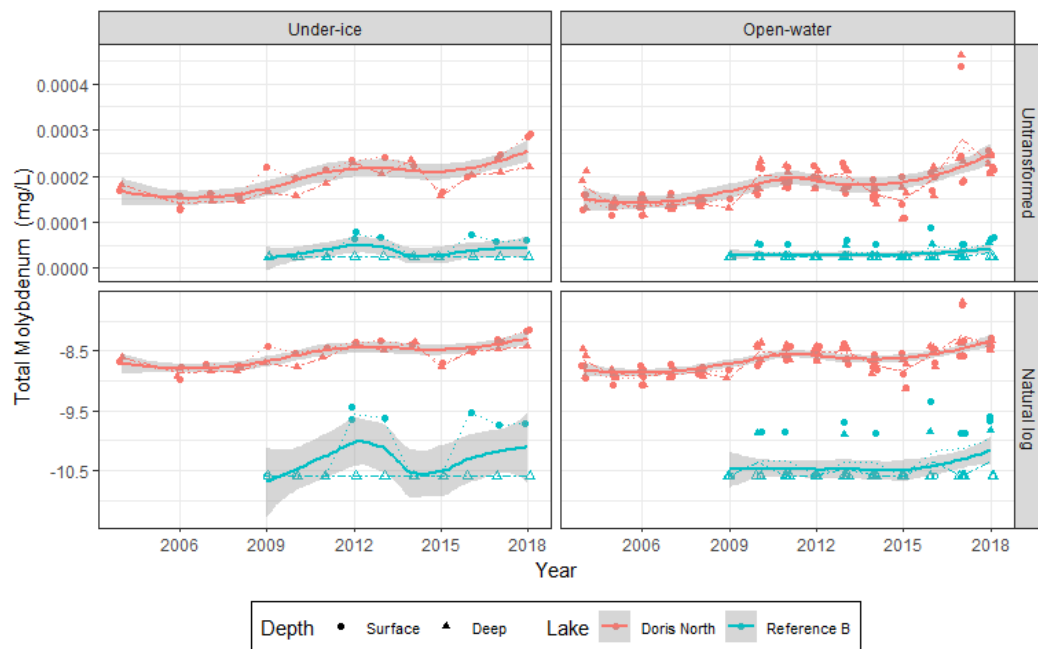 Under-ice
Open-water
Total Molybdenum (mg/L)
0.0004
0.0003
0.0002
0.0001
0.0000
Untransformed
-8.5
-9.5
-10.5
Natural log
2006 2009 2012 2015 2018
2006 2009 2012 2015 2018
Year
Depth Surface Deep Lake Doris North Reference B